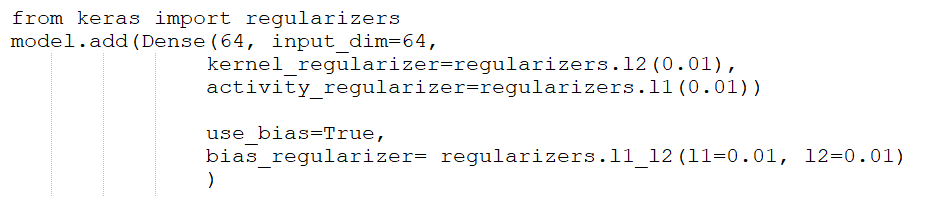 from keras import regularizers
model.add(Dense(64, input_dim=64,
kernel_regularizer=regularizers.l2(0.01),
activity_regularizer=regularizers.l1(0.01))
use_bias=True,
bias_regularizer= regularizers.l1_l2(l1=0.01, l2=0.01)
)